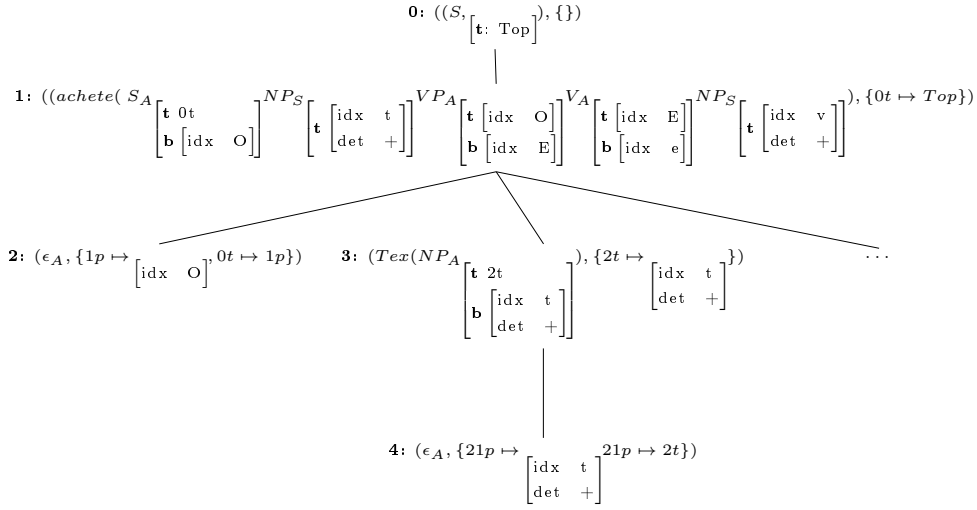 0: ((S,[t: Top]), {})
1: ((achete( S_A[t 0t b [idx O]] NP_S[t [idx t det +]] VP_A[t [idx O] b [idx E]] V_A[t [idx E] b [idx e]] NP_S[t [idx v det +]]), {0t ↦ Top})
2: (ϵ_A, {1p ↦ [idx O], 0t ↦ 1p})
3: (Tex(NP_A[t 2t b [idx t det +]]), {2t ↦ [idx t det +]})
...
4: (ϵ_A, {21p ↦ [idx t det +] 21p ↦ 2t})